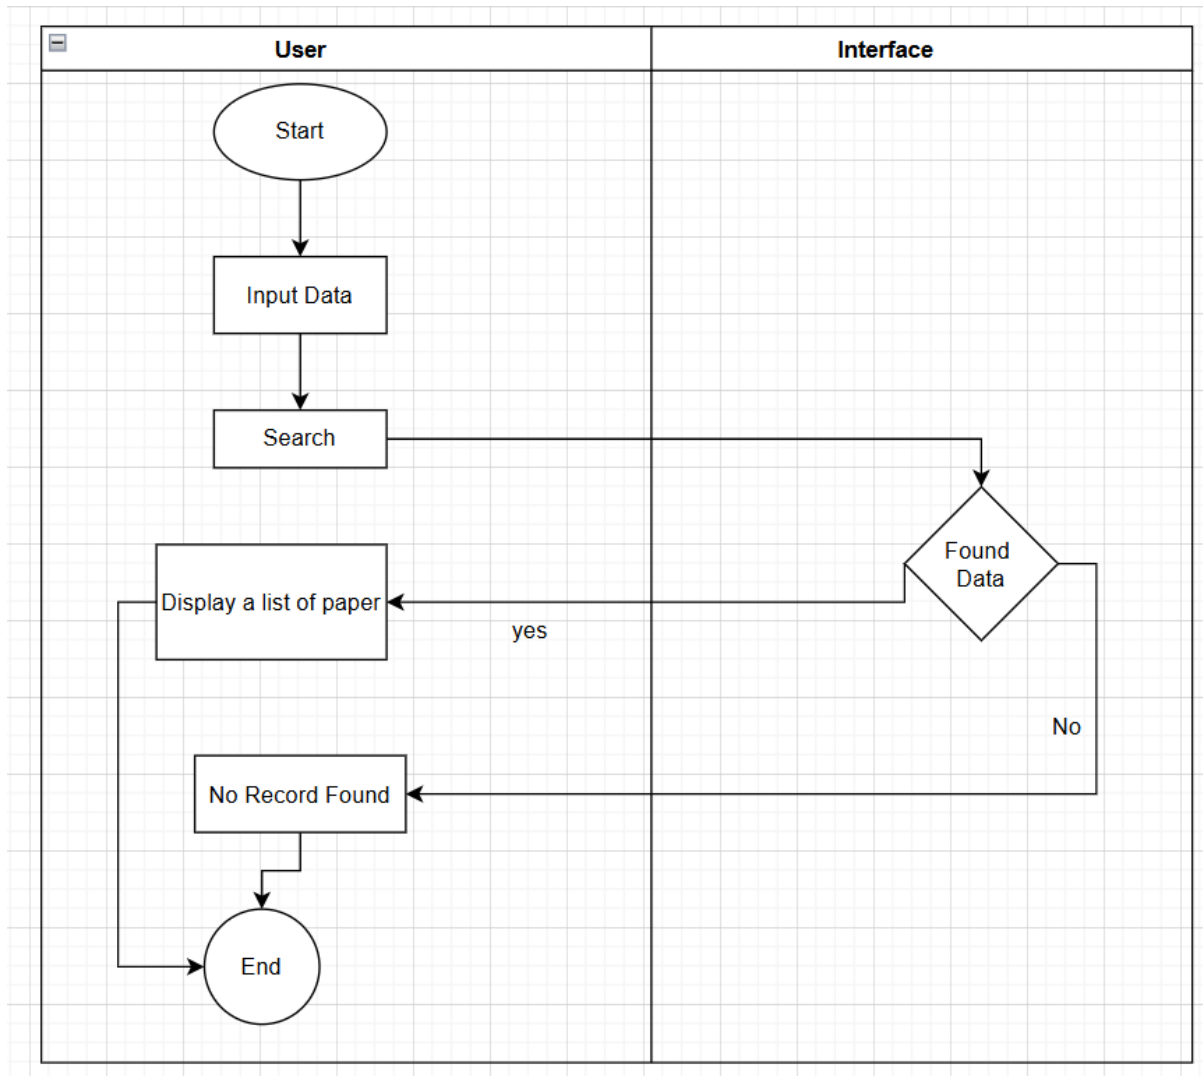 User
Interface
Start
Input Data
Search
Found
Data
Display a list of paper
yes
No
No Record Found
End